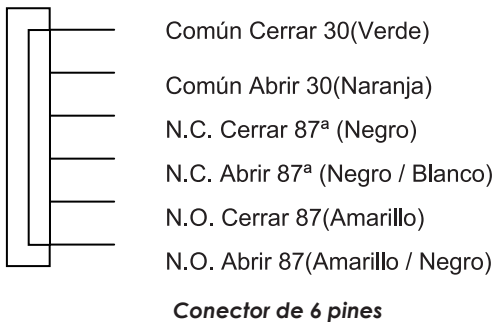 Común Cerrar 30(Verde)
Común Abrir 30(Naranja)
N.C. Cerrar 87ª (Negro)
N.C. Abrir 87ª (Negro / Blanco)
N.O. Cerrar 87(Amarillo)
N.O. Abrir 87(Amarillo / Negro)
Conector de 6 pines